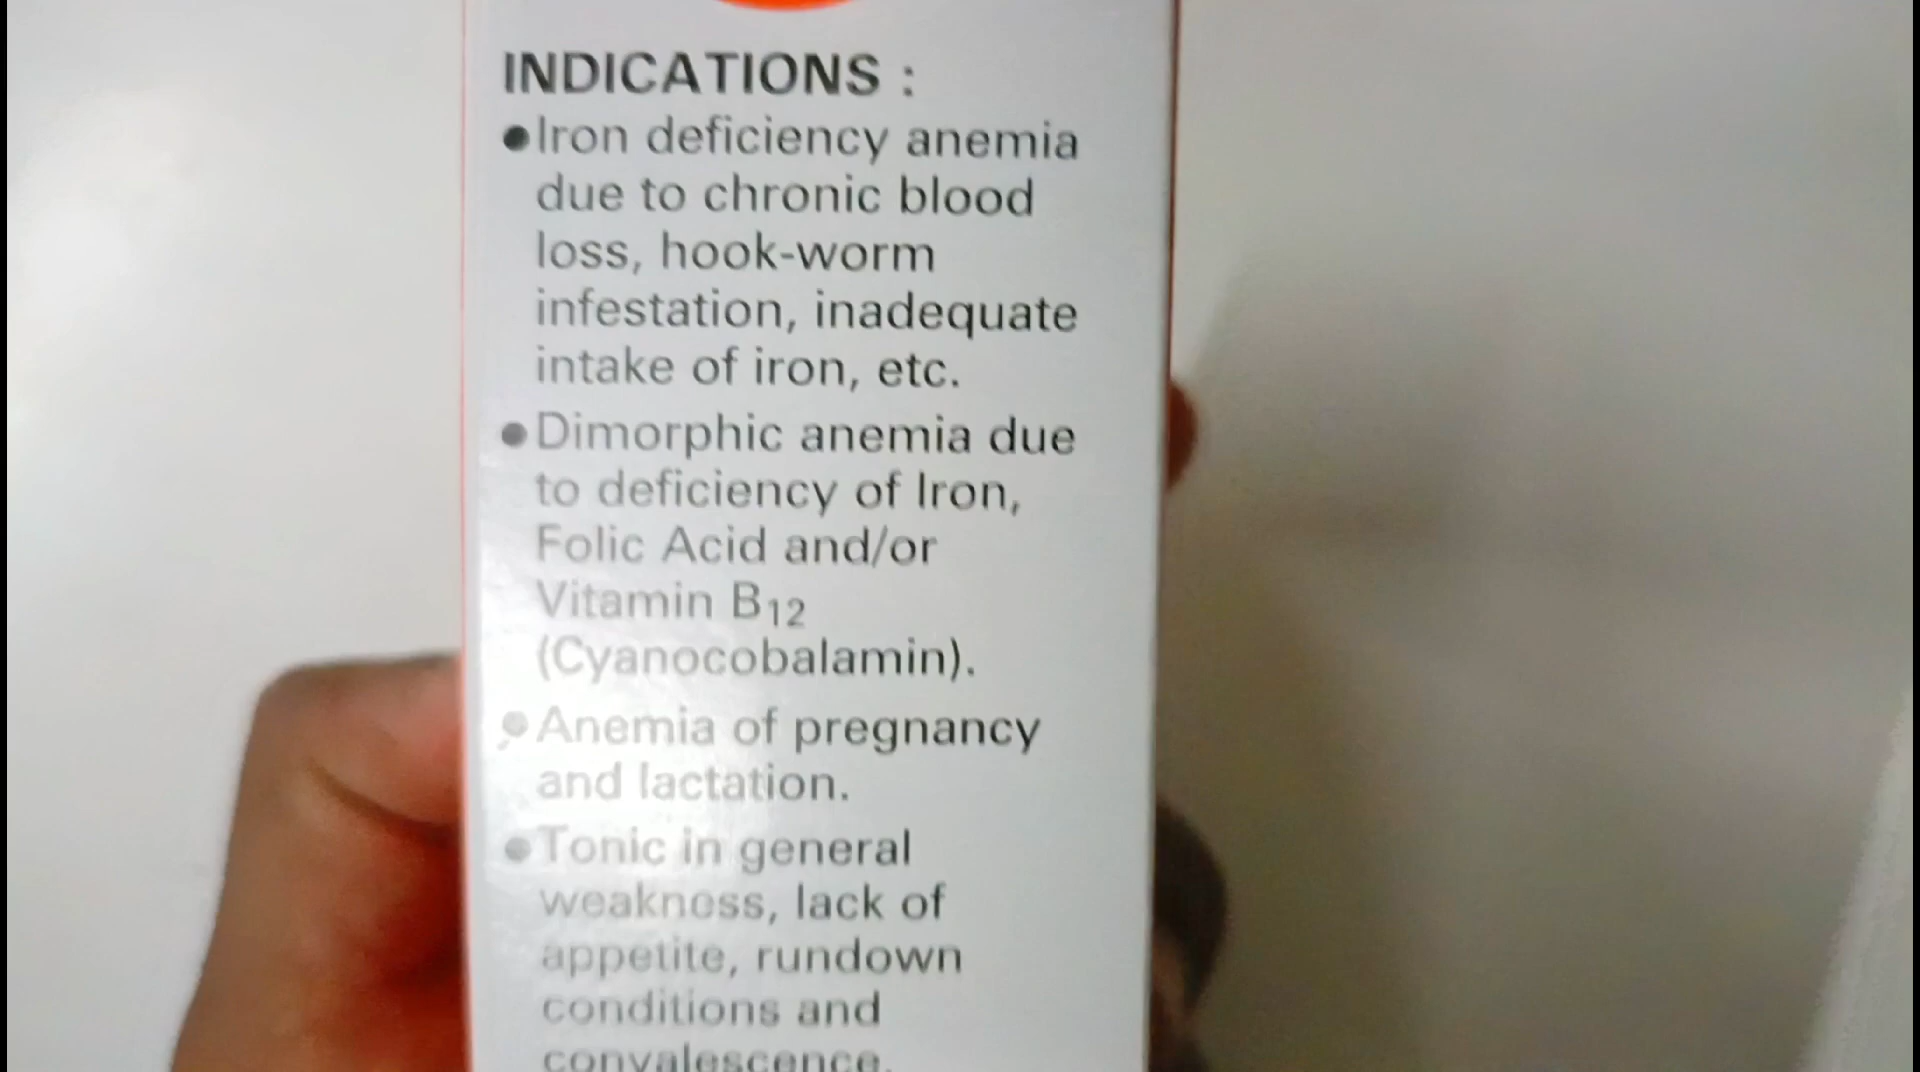 INDICATIONS :
●Iron deficiency anemia
due to chronic blood
loss, hook-worm
infestation, inadequate
intake of iron, etc.
●Dimorphic anemia due
to deficiency of Iron,
Folic Acid and/or
Vitamin B₁₂
(Cyanocobalamin).
●Anemia of pregnancy
and lactation.
●Tonic in general
weakness, lack of
appetite, rundown
conditions and
convalescence.